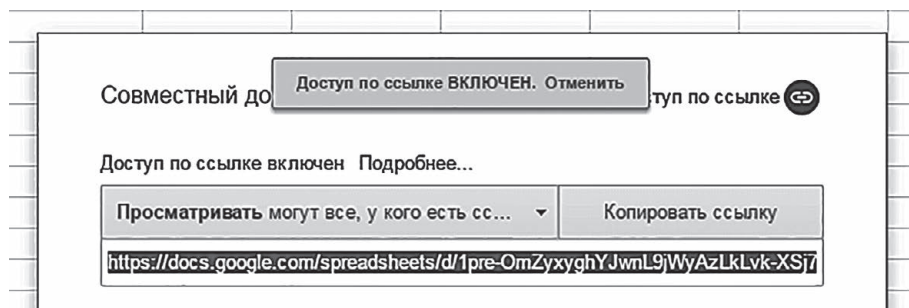 Доступ по ссылке ВКЛЮЧЕН. Отменить
Совместный до туп по ссылке
Доступ по ссылке включен Подробнее...
Просматривать могут все, у кого есть сс... Копировать ссылку
https://docs.google.com/spreadsheets/d/1pre-OmZyxyghYJwnL9jWyAzLkLvk-XSj7